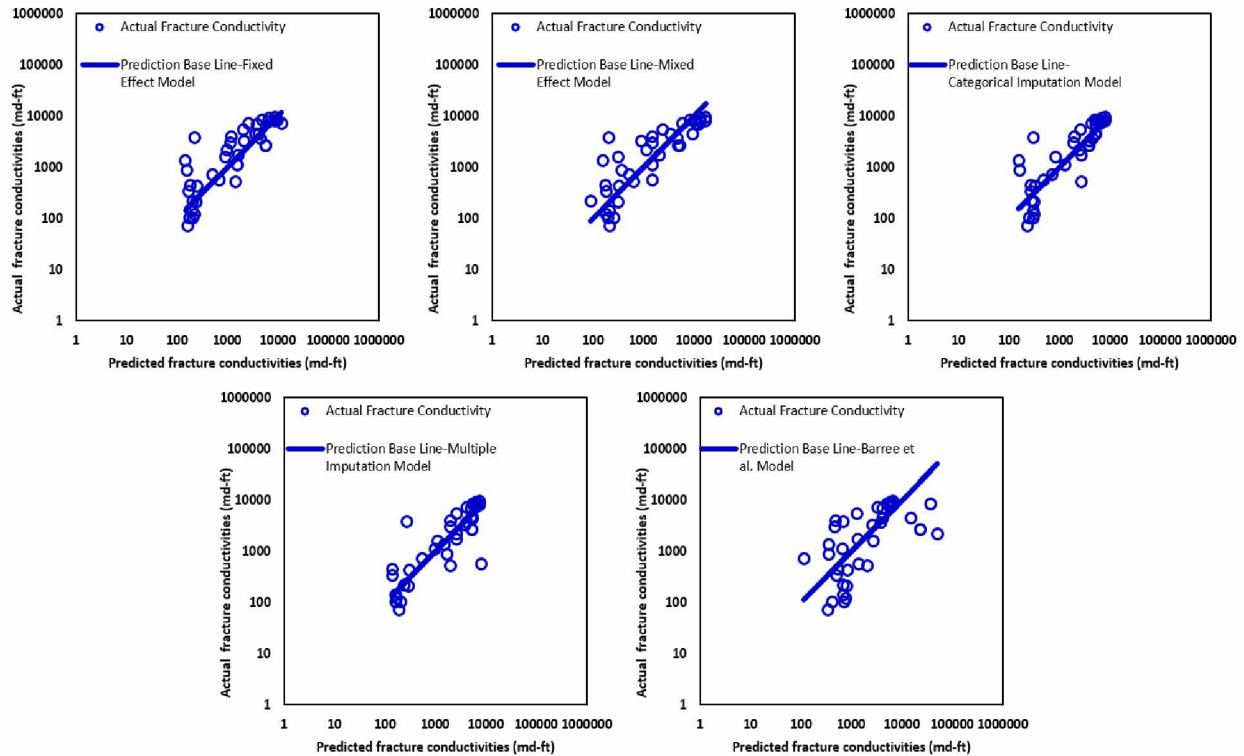 1000000
100000
10000
1000
100
10
1
Actual fracture conductivities (md-ft)
Actual Fracture Conductivity
Prediction Base Line-Fixed
Effect Model
1 10 100 1000 10000 100000 1000000
Predicted fracture conductivities (md-ft)
1000000
100000
10000
1000
100
10
1
Actual fracture conductivities (md-ft)
Actual Fracture Conductivity
Prediction Base Line-Mixed
Effect Model
1 10 100 1000 10000 100000 1000000
Predicted fracture conductivities (md-ft)
1000000
100000
10000
1000
100
10
1
Actual fracture conductivities (md-ft)
Actual Fracture Conductivity
Prediction Base Line-
Categorical Imputation Model
1 10 100 1000 10000 100000 1000000
Predicted fracture conductivities (md-ft)
1000000
100000
10000
1000
100
10
1
Actual fracture conductivities (md-ft)
Actual Fracture Conductivity
Prediction Base Line-Multiple
Imputation Model
1 10 100 1000 10000 100000 1000000
Predicted fracture conductivities (md-ft)
1000000
100000
10000
1000
100
10
1
Actual fracture conductivities (md-ft)
Actual Fracture Conductivity
Prediction Base Line-Barree et
al. Model
1 10 100 1000 10000 100000 1000000
Predicted fracture conductivities (md-ft)